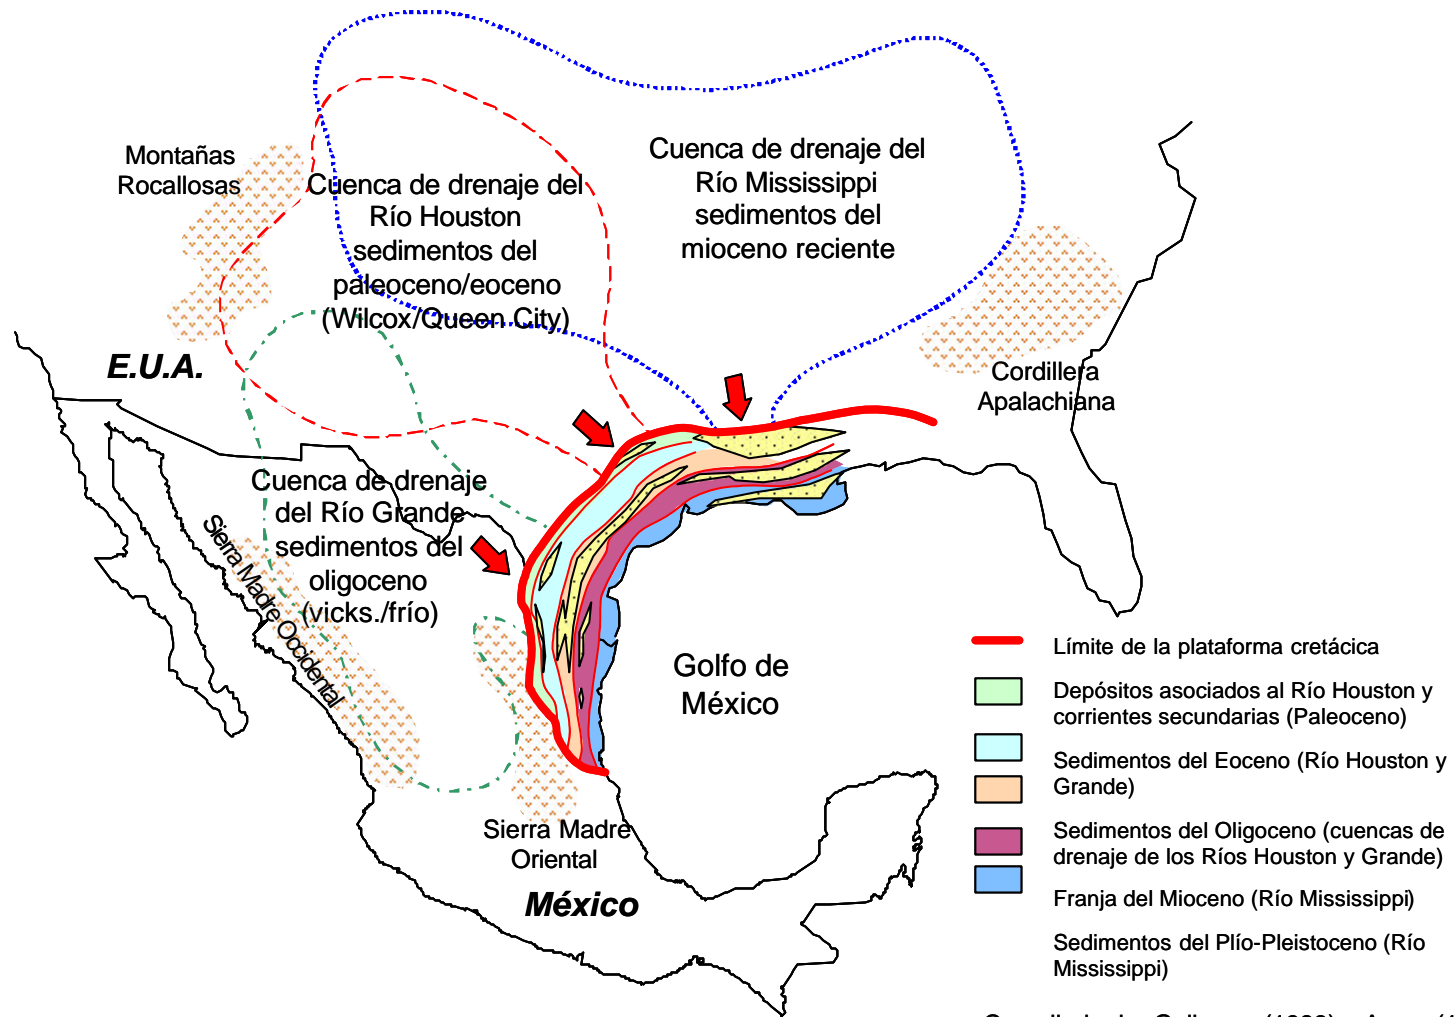 Montañas
Rocallosas
Cuenca de drenaje del
Río Houston
sedimentos del
paleoceno/eoceno
(Wilcox/Queen City)
Cuenca de drenaje del
Río Mississippi
sedimentos del
mioceno reciente
E.U.A.
Cordillera
Apalachiana
Cuenca de drenaje
del Río Grande
sedimentos del
oligoceno
(vicks./frío)
Sierra Madre Occidental
Golfo de
México
Sierra Madre
Oriental
México
Límite de la plataforma cretácica
Depósitos asociados al Río Houston y
corrientes secundarias (Paleoceno)
Sedimentos del Eoceno (Río Houston y
Grande)
Sedimentos del Oligoceno (cuencas de
drenaje de los Ríos Houston y Grande)
Franja del Mioceno (Río Mississippi)
Sedimentos del Plío-Pleistoceno (Río
Mississippi)